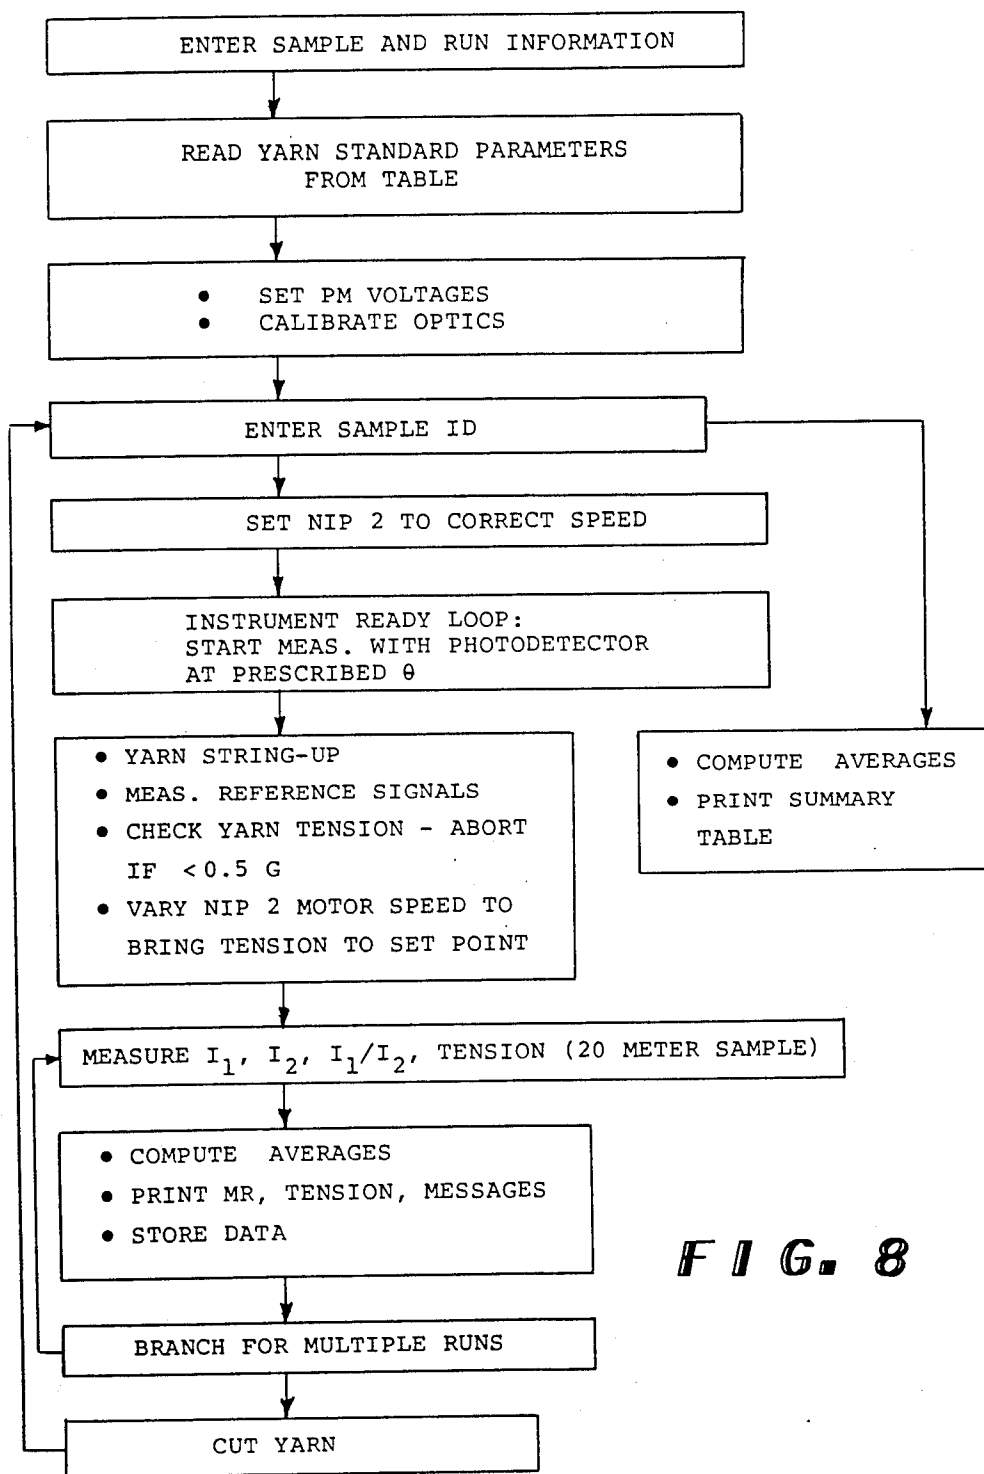 ENTER SAMPLE AND RUN INFORMATION
READ YARN STANDARD PARAMETERS
FROM TABLE
• SET PM VOLTAGES
• CALIBRATE OPTICS
ENTER SAMPLE ID
SET NIP 2 TO CORRECT SPEED
INSTRUMENT READY LOOP:
START MEAS. WITH PHOTODETECTOR
AT PRESCRIBED θ
• YARN STRING-UP
• MEAS. REFERENCE SIGNALS
• CHECK YARN TENSION - ABORT
IF <0.5 G
• VARY NIP 2 MOTOR SPEED TO
BRING TENSION TO SET POINT
• COMPUTE AVERAGES
• PRINT SUMMARY
TABLE
MEASURE I1, I2, I1/I2, TENSION (20 METER SAMPLE)
• COMPUTE AVERAGES
• PRINT MR, TENSION, MESSAGES
• STORE DATA
BRANCH FOR MULTIPLE RUNS
CUT YARN
FIG. 8